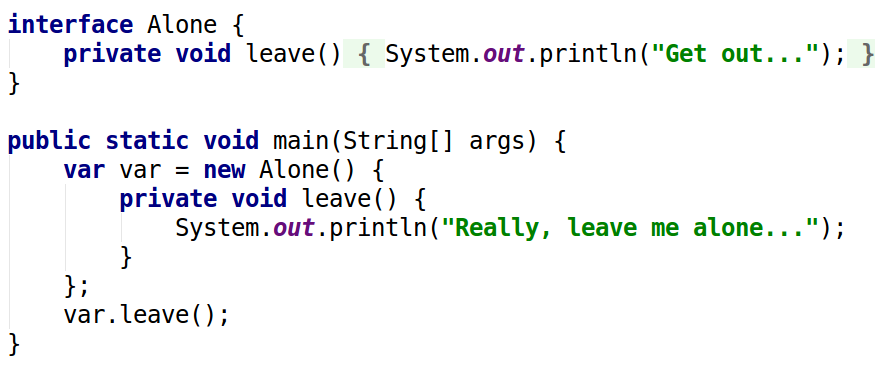 interface Alone {
    private void leave() { System.out.println("Get out..."); }
}

public static void main(String[] args) {
    var var = new Alone() {
        private void leave() {
            System.out.println("Really, leave me alone...");
        }
    };
    var.leave();
}